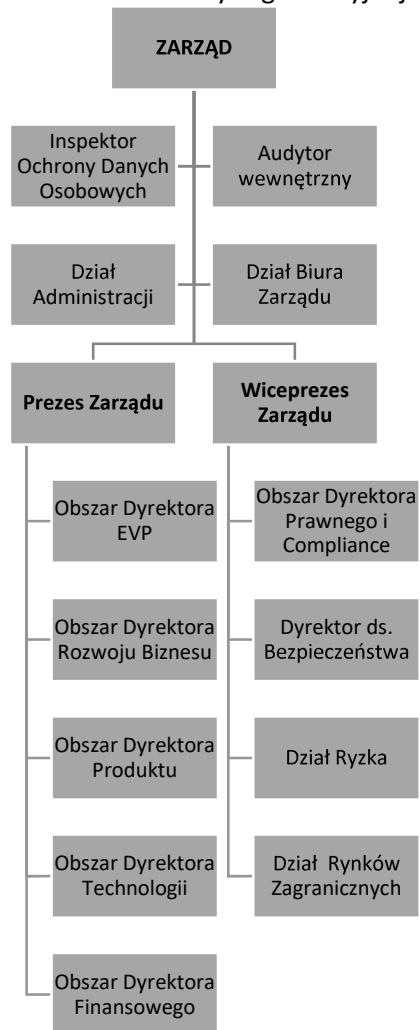 ZARZĄD
Inspektor
Ochrony Danych
Osobowych
Audytor
wewnętrzny
Dział
Administracji
Dział Biura
Zarządu
Prezes Zarządu
Wiceprezes
Zarządu
Obszar Dyrektora
EVP
Obszar Dyrektora
Rozwoju Biznesu
Obszar Dyrektora
Produktu
Obszar Dyrektora
Technologii
Obszar Dyrektora
Finansowego
Obszar Dyrektora
Prawnego i
Compliance
Dyrektor ds.
Bezpieczeństwa
Dział Ryzka
Dział Rynków
Zagranicznych